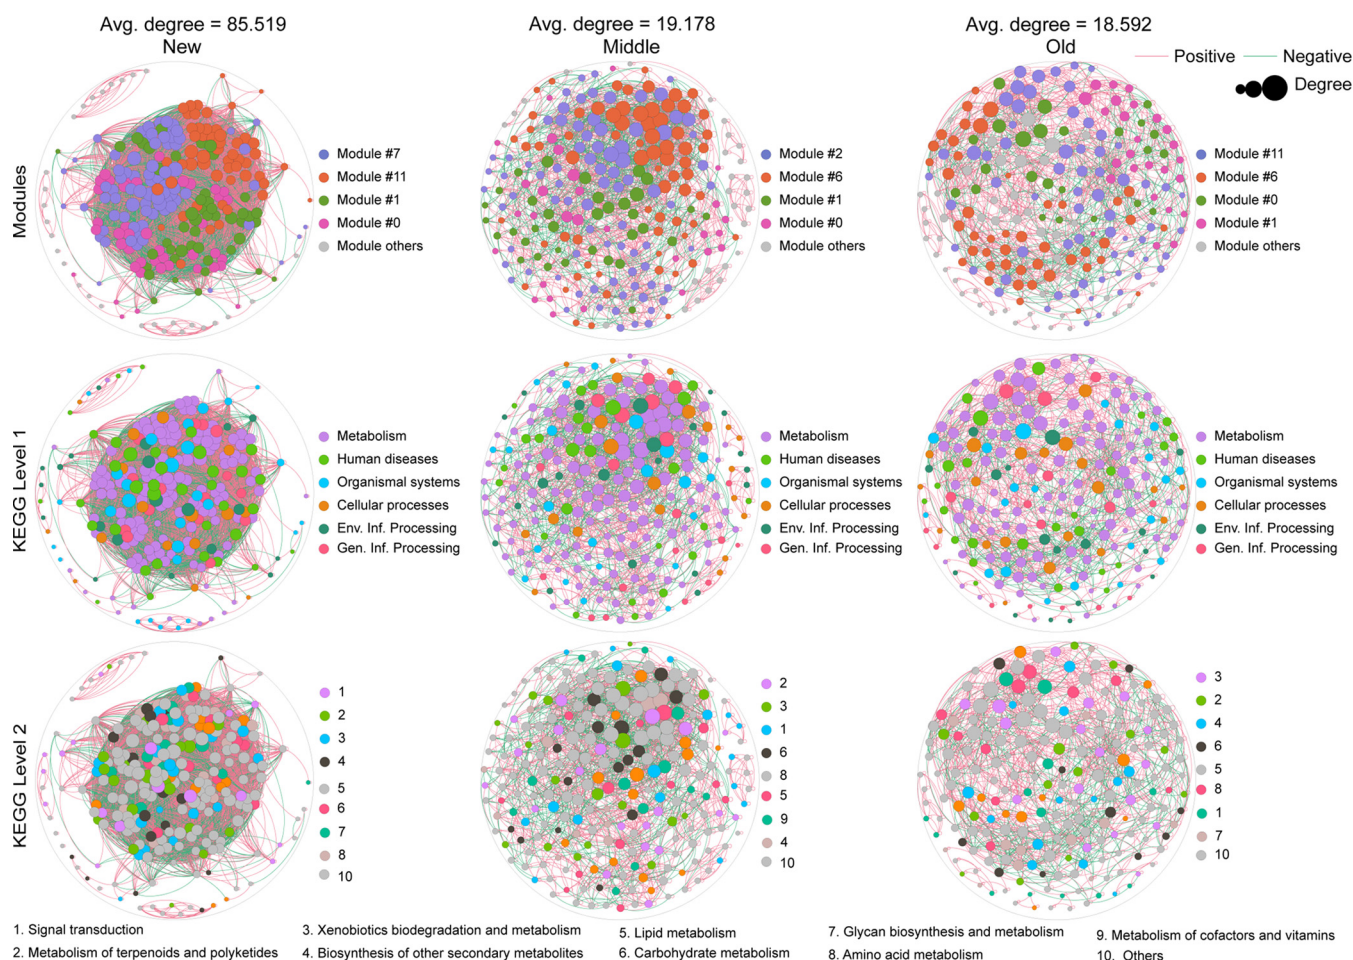 Avg. degree = 85.519
New
Avg. degree = 19.178
Middle
Avg. degree = 18.592
Old
Positive
Negative
Degree
Modules
Module #7
Module #11
Module #1
Module #0
Module others
Module #2
Module #6
Module #1
Module #0
Module others
Module #11
Module #6
Module #0
Module #1
Module others
KEGG Level 1
Metabolism
Human diseases
Organismal systems
Cellular processes
Env. Inf. Processing
Gen. Inf. Processing
Metabolism
Human diseases
Organismal systems
Cellular processes
Env. Inf. Processing
Gen. Inf. Processing
Metabolism
Human diseases
Organismal systems
Cellular processes
Env. Inf. Processing
Gen. Inf. Processing
KEGG Level 2
1
2
3
4
5
6
7
8
10
2
3
1
6
8
5
9
4
10
3
2
4
6
5
8
1
7
10
1. Signal transduction
2. Metabolism of terpenoids and polyketides
3. Xenobiotics biodegradation and metabolism
4. Biosynthesis of other secondary metabolites
5. Lipid metabolism
6. Carbohydrate metabolism
7. Glycan biosynthesis and metabolism
8. Amino acid metabolism
9. Metabolism of cofactors and vitamins
10. Others